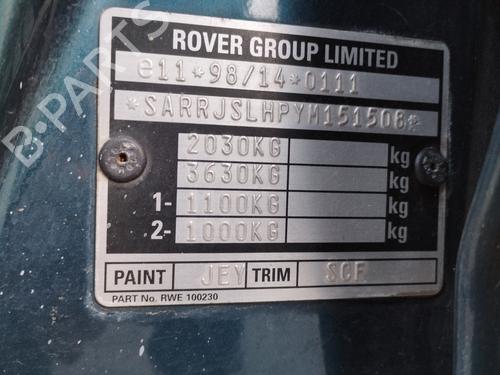 B-PARTS
ROVER GROUP LIMITED
e11*98/14*0111
*SARRJSLHPYM151508*
2030KG kg
3630KG kg
1- 1100KG kg
2- 1000KG kg
PAINT JEY TRIM SCF
PART No. RWE 100230